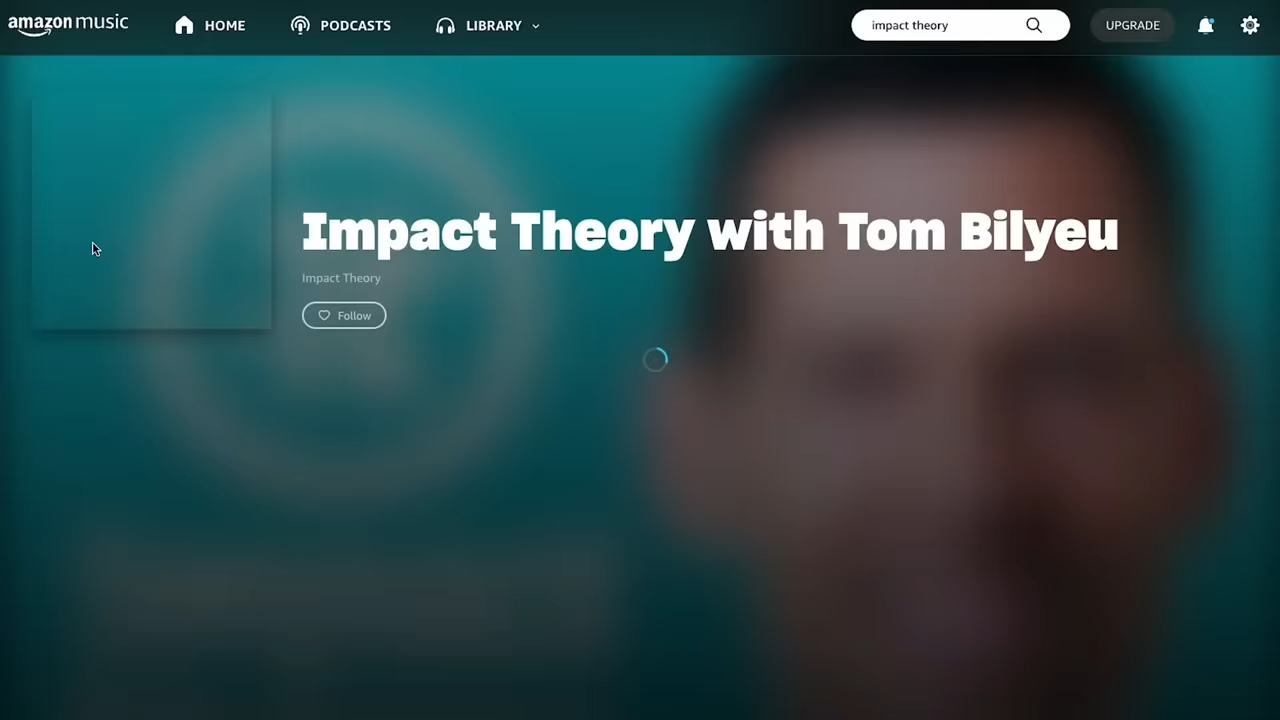 amazon music
HOME
PODCASTS
LIBRARY
impact theory
UPGRADE
Impact Theory with Tom Bilyeu
Impact Theory
Follow